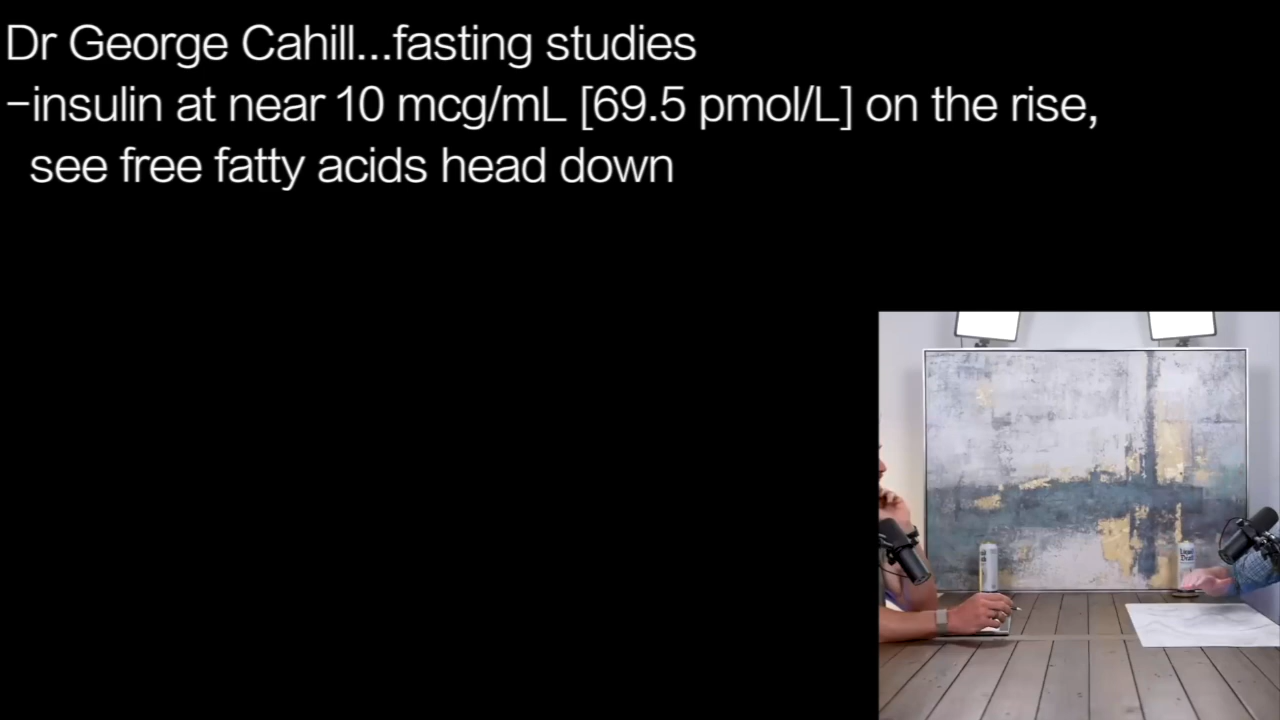 Dr George Cahill...fasting studies
–insulin at near 10 mcg/mL [69.5 pmol/L] on the rise,
see free fatty acids head down